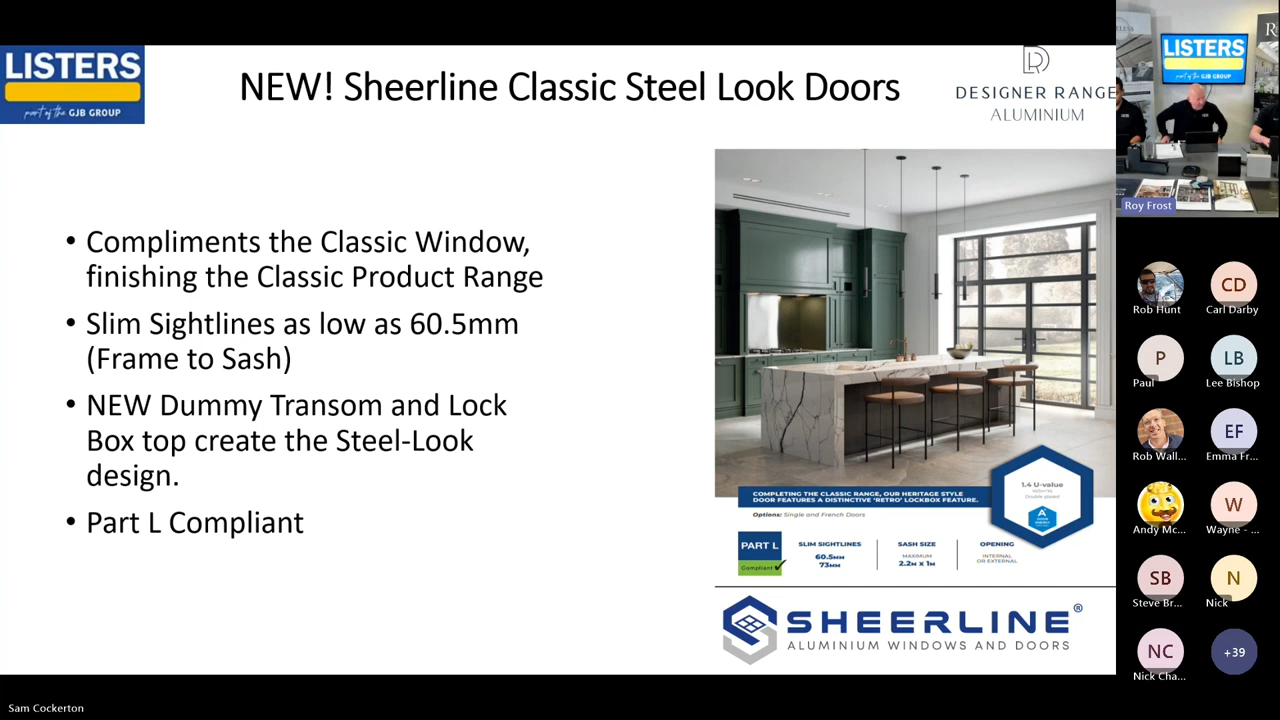 LISTERS
part of the GJB GROUP
NEW! Sheerline Classic Steel Look Doors
DR
DESIGNER RANGE
ALUMINIUM
• Compliments the Classic Window,
finishing the Classic Product Range
• Slim Sightlines as low as 60.5mm
(Frame to Sash)
• NEW Dummy Transom and Lock
Box top create the Steel-Look
design.
• Part L Compliant
COMPLETING THE CLASSIC RANGE, OUR HERITAGE STYLE
DOOR FEATURES A DISTINCTIVE ‘RETRO’ LOCKBOX FEATURE.
Options: Single and French Doors
1.4 U-value
Double glazed
A
PART L
Compliant
SLIM SIGHTLINES
60.5MM
73MM
SASH SIZE
MAXIMUM
2.2M X 1M
OPENING
INTERNAL
OR EXTERNAL
SHEERLINE®
ALUMINIUM WINDOWS AND DOORS
LISTERS
part of the GJB GROUP
R
Roy Frost
Rob Hunt
CD
Carl Darby
P
Paul
LB
Lee Bishop
Rob Wall...
EF
Emma Fr...
Andy Mc...
W
Wayne - ...
SB
Steve Br...
N
Nick
NC
Nick Cha...
+39
Sam Cockerton